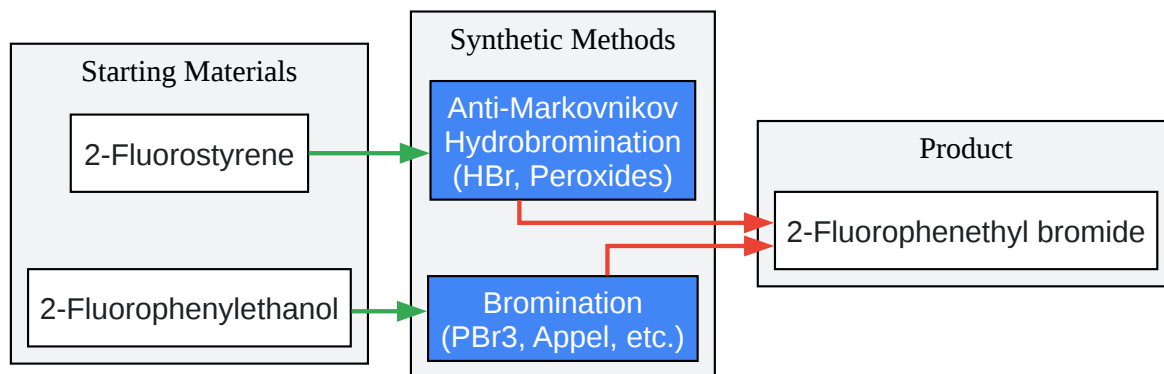 Starting Materials
2-Fluorostyrene
2-Fluorophenylethanol
Synthetic Methods
Anti-Markovnikov
Hydrobromination
(HBr, Peroxides)
Bromination
(PBr3, Appel, etc.)
Product
2-Fluorophenethyl bromide